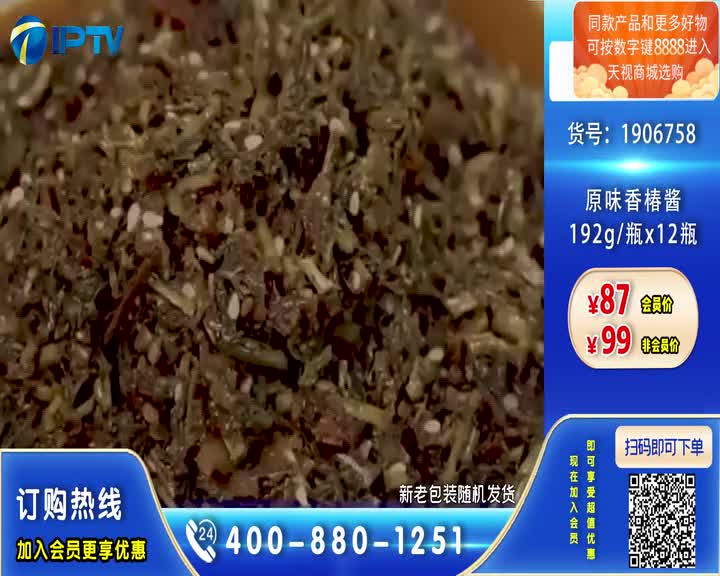 IPTV
同款产品和更多好物
可按数字键8888进入
天视商城选购
货号：1906758
原味香椿酱
192g/瓶x12瓶
¥87 会员价
¥99 非会员价
扫码即可下单
现在加入会员
即可享受超值优惠
新老包装随机发货
订购热线
加入会员更享优惠
24
400-880-1251